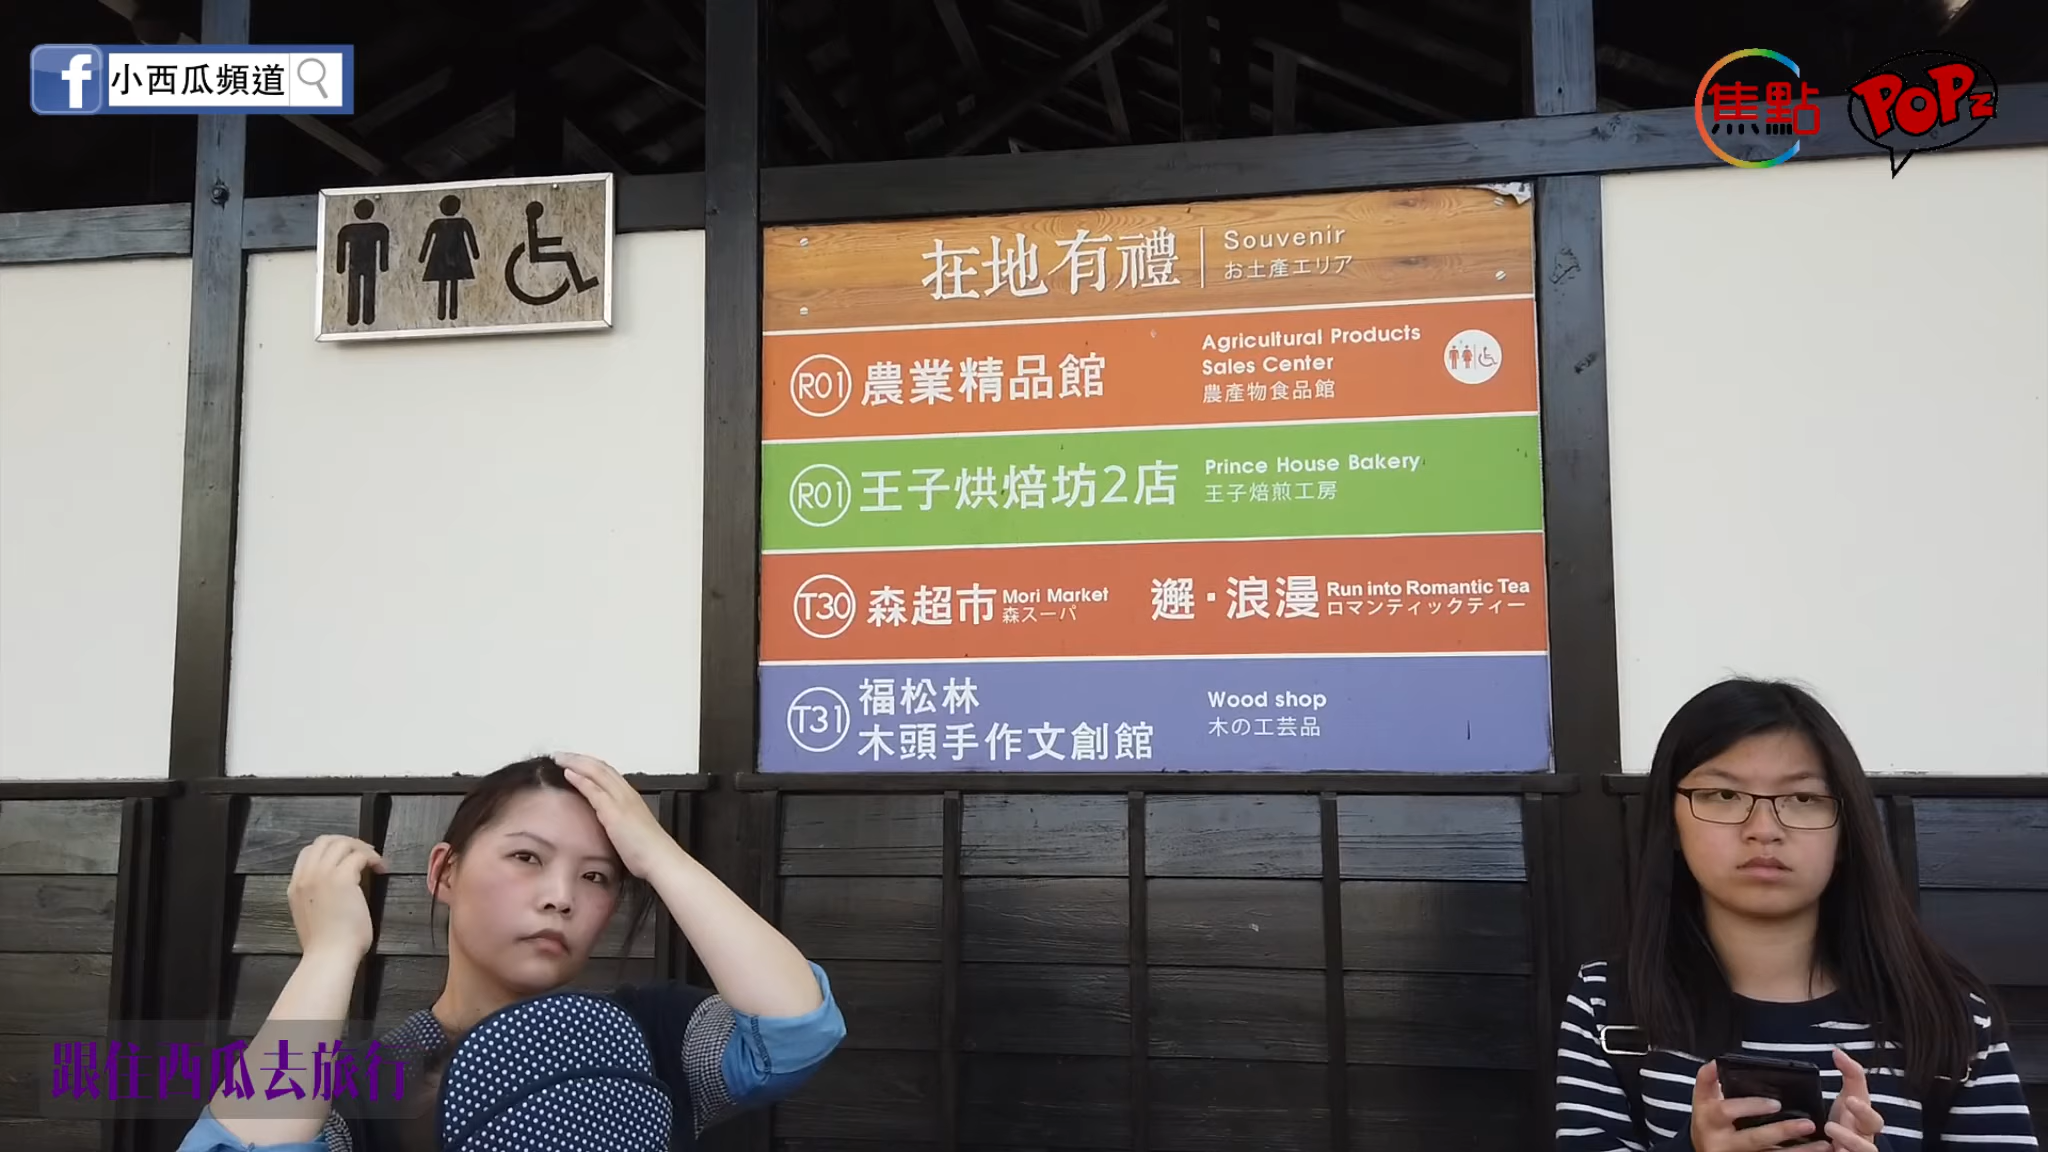 小西瓜頻道
焦點
POPZ
在地有禮
Souvenir
お土產エリア
R01 農業精品館
Agricultural Products
Sales Center
農產物食品館
R01 王子烘焙坊2店
Prince House Bakery
王子焙煎工房
T30 森超市
Mori Market
森スーパ
邂·浪漫
Run into Romantic Tea
ロマンティックティー
T31 福松林
木頭手作文創館
Wood shop
木の工芸品
跟住西瓜去旅行